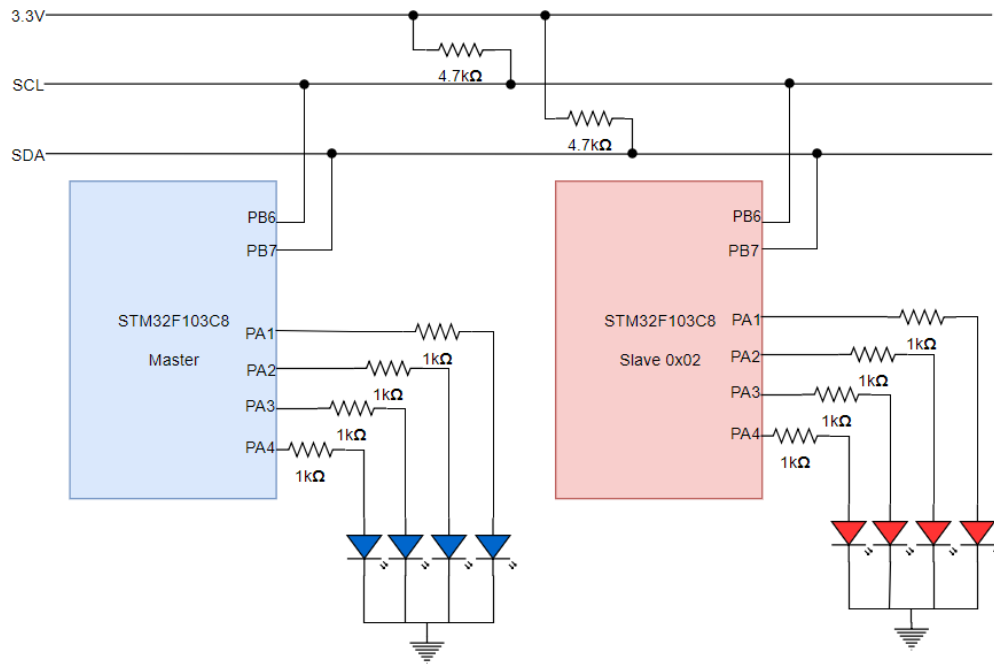 3.3V
4.7kΩ
SCL
4.7kΩ
SDA
PB6
PB7
STM32F103C8
Master
PA1
1kΩ
PA2
1kΩ
PA3
1kΩ
PA4
1kΩ
PB6
PB7
STM32F103C8
Slave 0x02
PA1
1kΩ
PA2
1kΩ
PA3
1kΩ
PA4
1kΩ